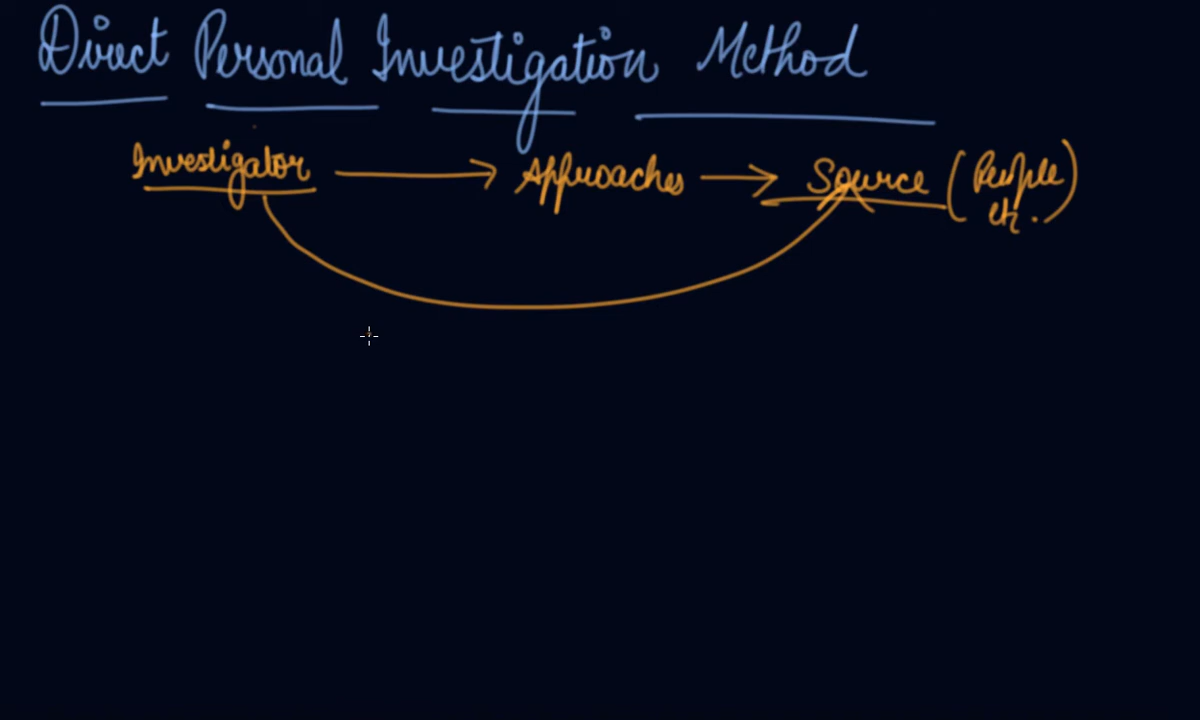 Direct Personal Investigation Method
Investigator → Approaches → Source (People
etc.)